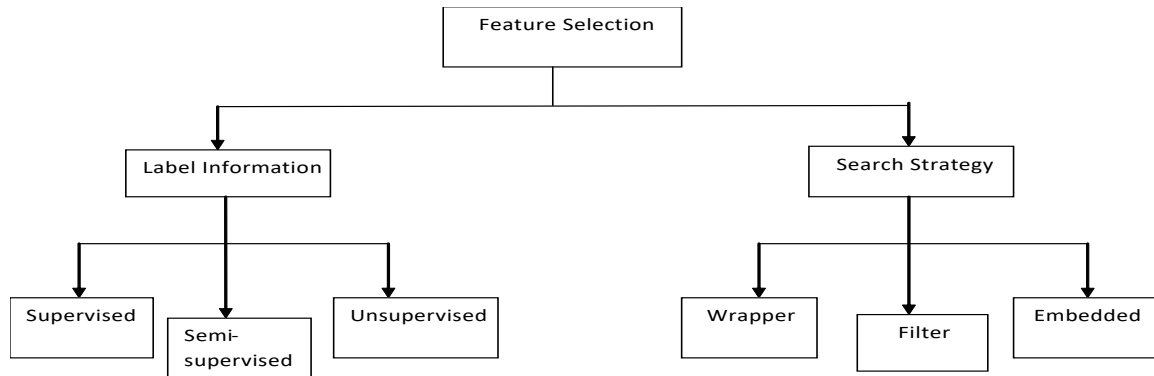 Feature Selection
Label Information
Search Strategy
Supervised
Semi-
supervised
Unsupervised
Wrapper
Filter
Embedded